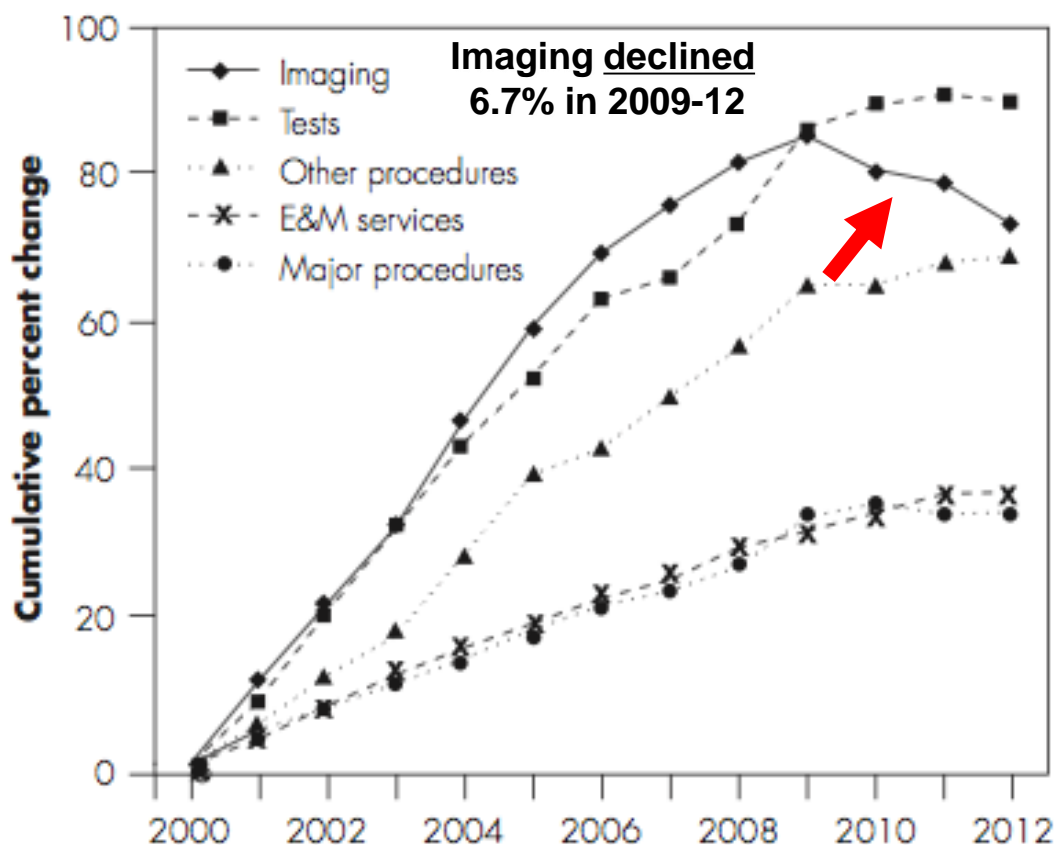 Imaging declined
6.7% in 2009-12
Imaging
Tests
Other procedures
E&M services
Major procedures
Cumulative percent change
100
80
60
40
20
0
2000 2002 2004 2006 2008 2010 2012